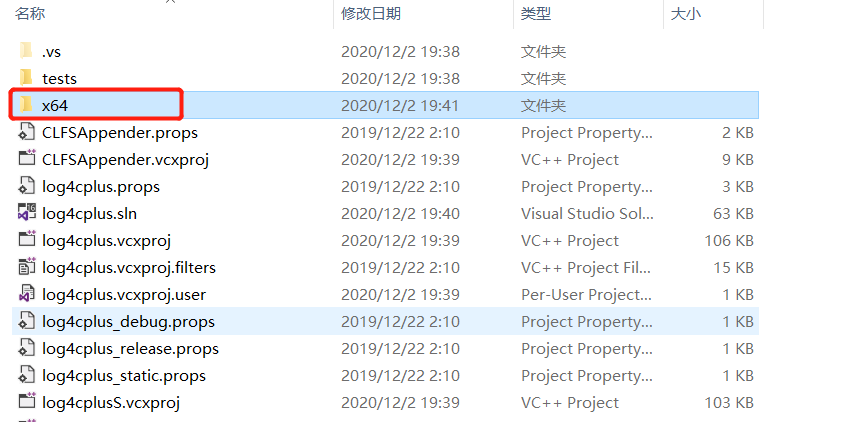 名称 修改日期 类型 大小
.vs 2020/12/2 19:38 文件夹
tests 2020/12/2 19:38 文件夹
x64 2020/12/2 19:41 文件夹
CLFSAppender.props 2019/12/22 2:10 Project Property... 2 KB
CLFSAppender.vcxproj 2020/12/2 19:39 VC++ Project 9 KB
log4cplus.props 2019/12/22 2:10 Project Property... 3 KB
log4cplus.sln 2020/12/2 19:40 Visual Studio Sol... 63 KB
log4cplus.vcxproj 2020/12/2 19:39 VC++ Project 106 KB
log4cplus.vcxproj.filters 2019/12/22 2:10 VC++ Project Fil... 15 KB
log4cplus.vcxproj.user 2020/12/2 19:39 Per-User Project... 1 KB
log4cplus_debug.props 2019/12/22 2:10 Project Property... 1 KB
log4cplus_release.props 2019/12/22 2:10 Project Property... 1 KB
log4cplus_static.props 2019/12/22 2:10 Project Property... 1 KB
log4cplusS.vcxproj 2020/12/2 19:39 VC++ Project 103 KB